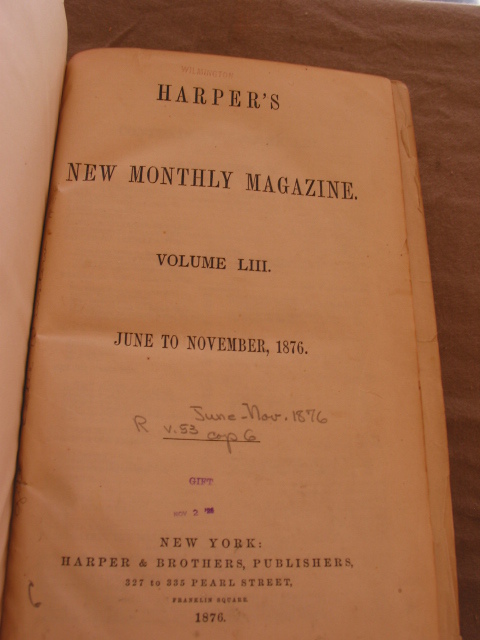 WILMINGTON
HARPER'S
NEW MONTHLY MAGAZINE.
VOLUME LIII.
JUNE TO NOVEMBER, 1876.
June-Nov. 1876
R v.53
cop 6
GIFT
NEW YORK:
HARPER & BROTHERS, PUBLISHERS,
327 to 335 PEARL STREET,
FRANKLIN SQUARE
1876.